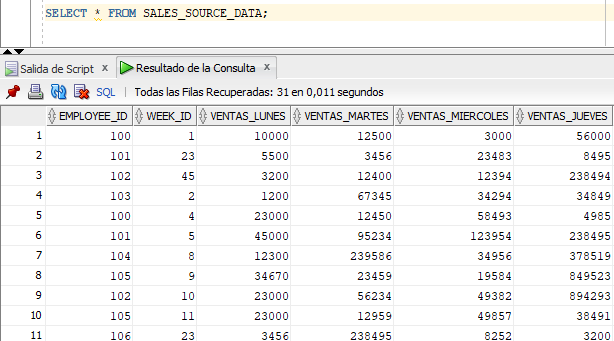 SELECT * FROM SALES_SOURCE_DATA;
Salida de Script x Resultado de la Consulta x
SQL | Todas las Filas Recuperadas: 31 en 0,011 segundos
EMPLOYEE_ID WEEK_ID VENTAS_LUNES VENTAS_MARTES VENTAS_MIERCOLES VENTAS_JUEVES
1 100 1 10000 12500 3000 56000
2 101 23 5500 3456 23483 8495
3 102 45 3200 12400 12394 238494
4 103 2 1200 67345 34294 34849
5 100 4 23000 12450 58493 4985
6 101 5 45000 95234 123954 238495
7 104 8 12300 239586 34956 378519
8 105 9 34670 23459 19584 849523
9 102 10 23000 56234 49382 894293
10 105 11 23000 12959 49857 38491
11 106 23 3456 238495 8252 3200